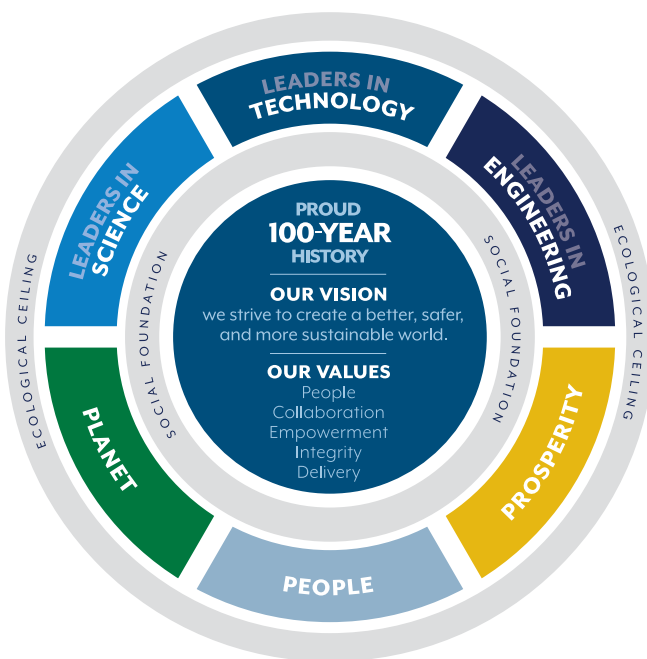 LEADERS IN
TECHNOLOGY
LEADERS IN
SCIENCE
LEADERS IN
ENGINEERING
ECOLOGICAL CEILING
SOCIAL FOUNDATION
PROUD
100-YEAR
HISTORY
OUR VISION
we strive to create a better, safer,
and more sustainable world.
OUR VALUES
People
Collaboration
Empowerment
Integrity
Delivery
SOCIAL FOUNDATION
ECOLOGICAL CEILING
PLANET
PEOPLE
PROSPERITY